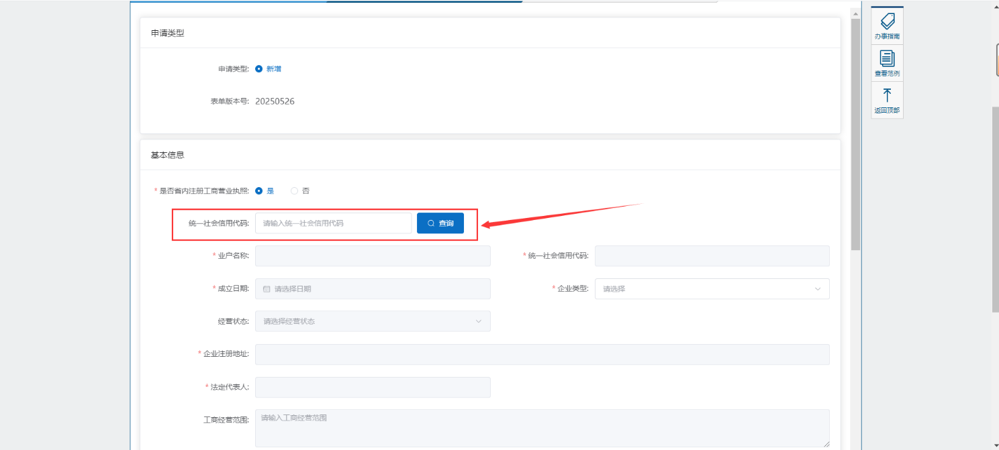 申请类型
申请类型: 新增
表单版本号: 20250526
基本信息
* 是否省内注册工商营业执照: 是 否
统一社会信用代码: 请输入统一社会信用代码 查询
* 业户名称: * 统一社会信用代码:
* 成立日期: 请选择日期 * 企业类型: 请选择
经营状态: 请选择经营状态
* 企业注册地址:
* 法定代表人:
工商经营范围: 请输入工商经营范围
办事指南
查看范例
返回顶部